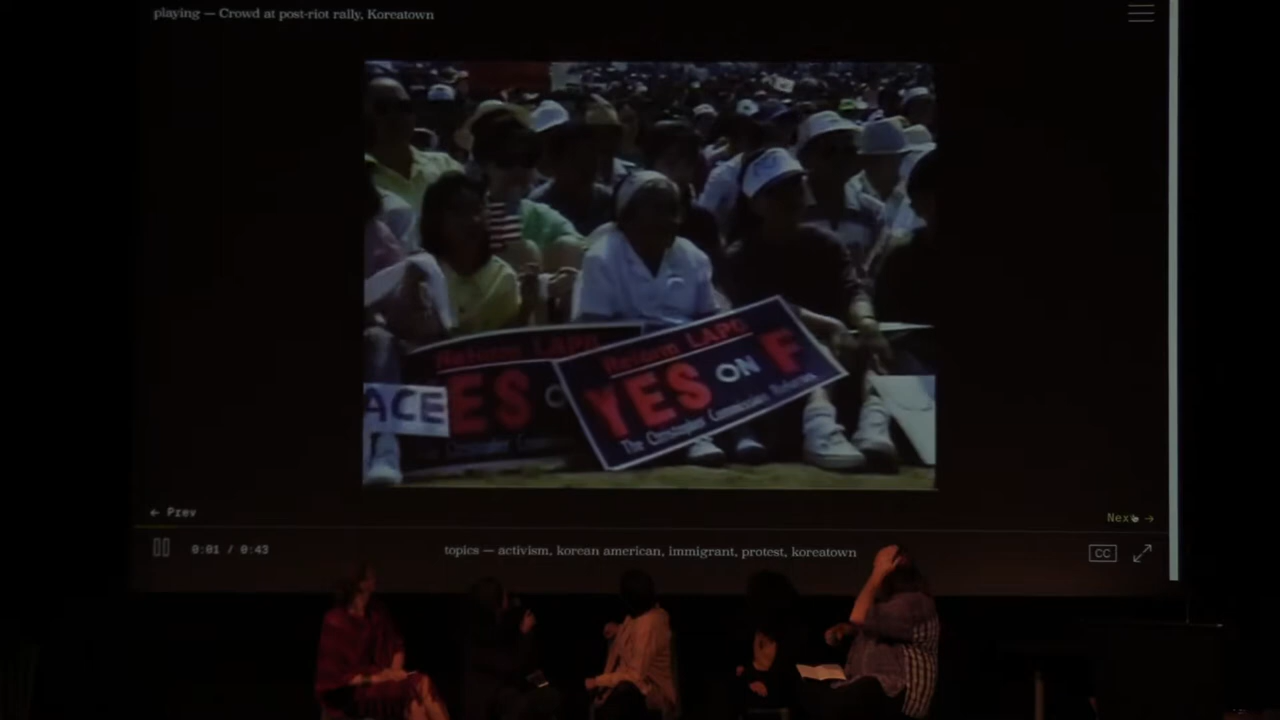 playing — Crowd at post-riot rally, Koreatown
Reform LAPD
ES O
ACE
Reform LAPD
YES ON F
The Christopher Commission Reforms
← Prev
Next →
0:01 / 0:43
topics — activism, korean american, immigrant, protest, koreatown
CC